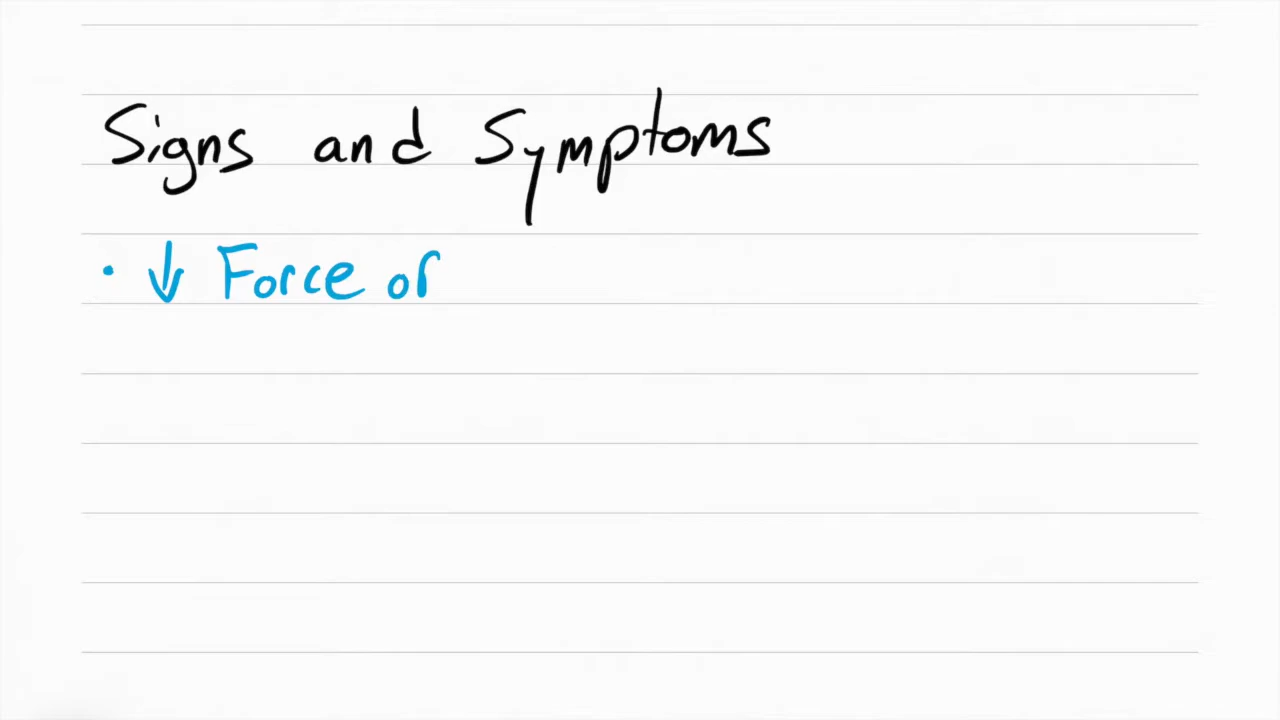 Signs and Symptoms
• ↓ Force of